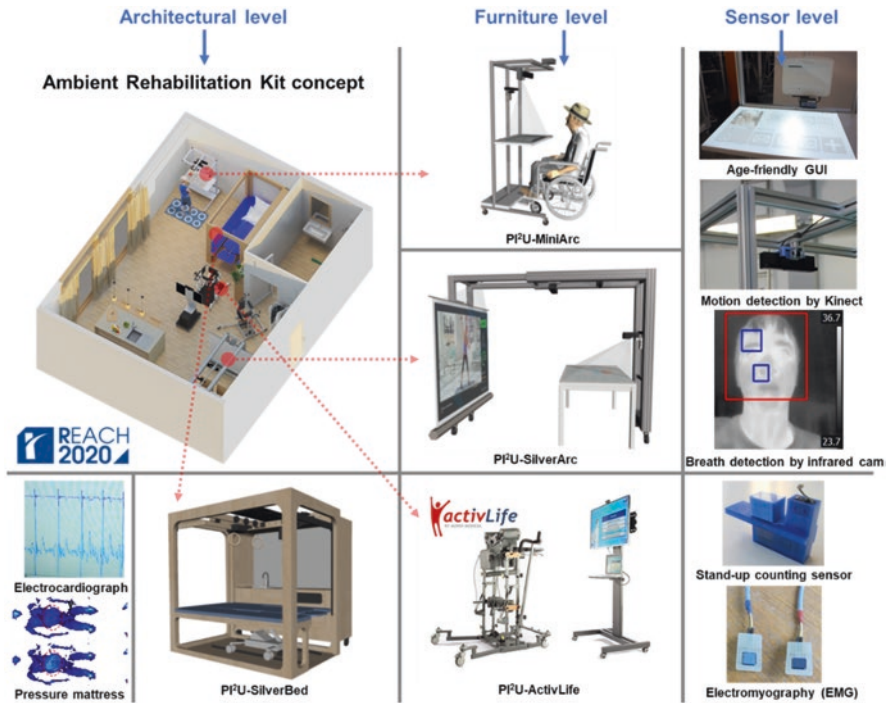 Architectural level
Furniture level
Sensor level
Ambient Rehabilitation Kit concept
PI²U-MiniArc
Age-friendly GUI
Motion detection by Kinect
36.7
23.7
PI²U-SilverArc
Breath detection by infrared cam
REACH
2020
Electrocardiograph
Pressure mattress
PI²U-SilverBed
activLife
PI²U-ActivLife
Stand-up counting sensor
Electromyography (EMG)